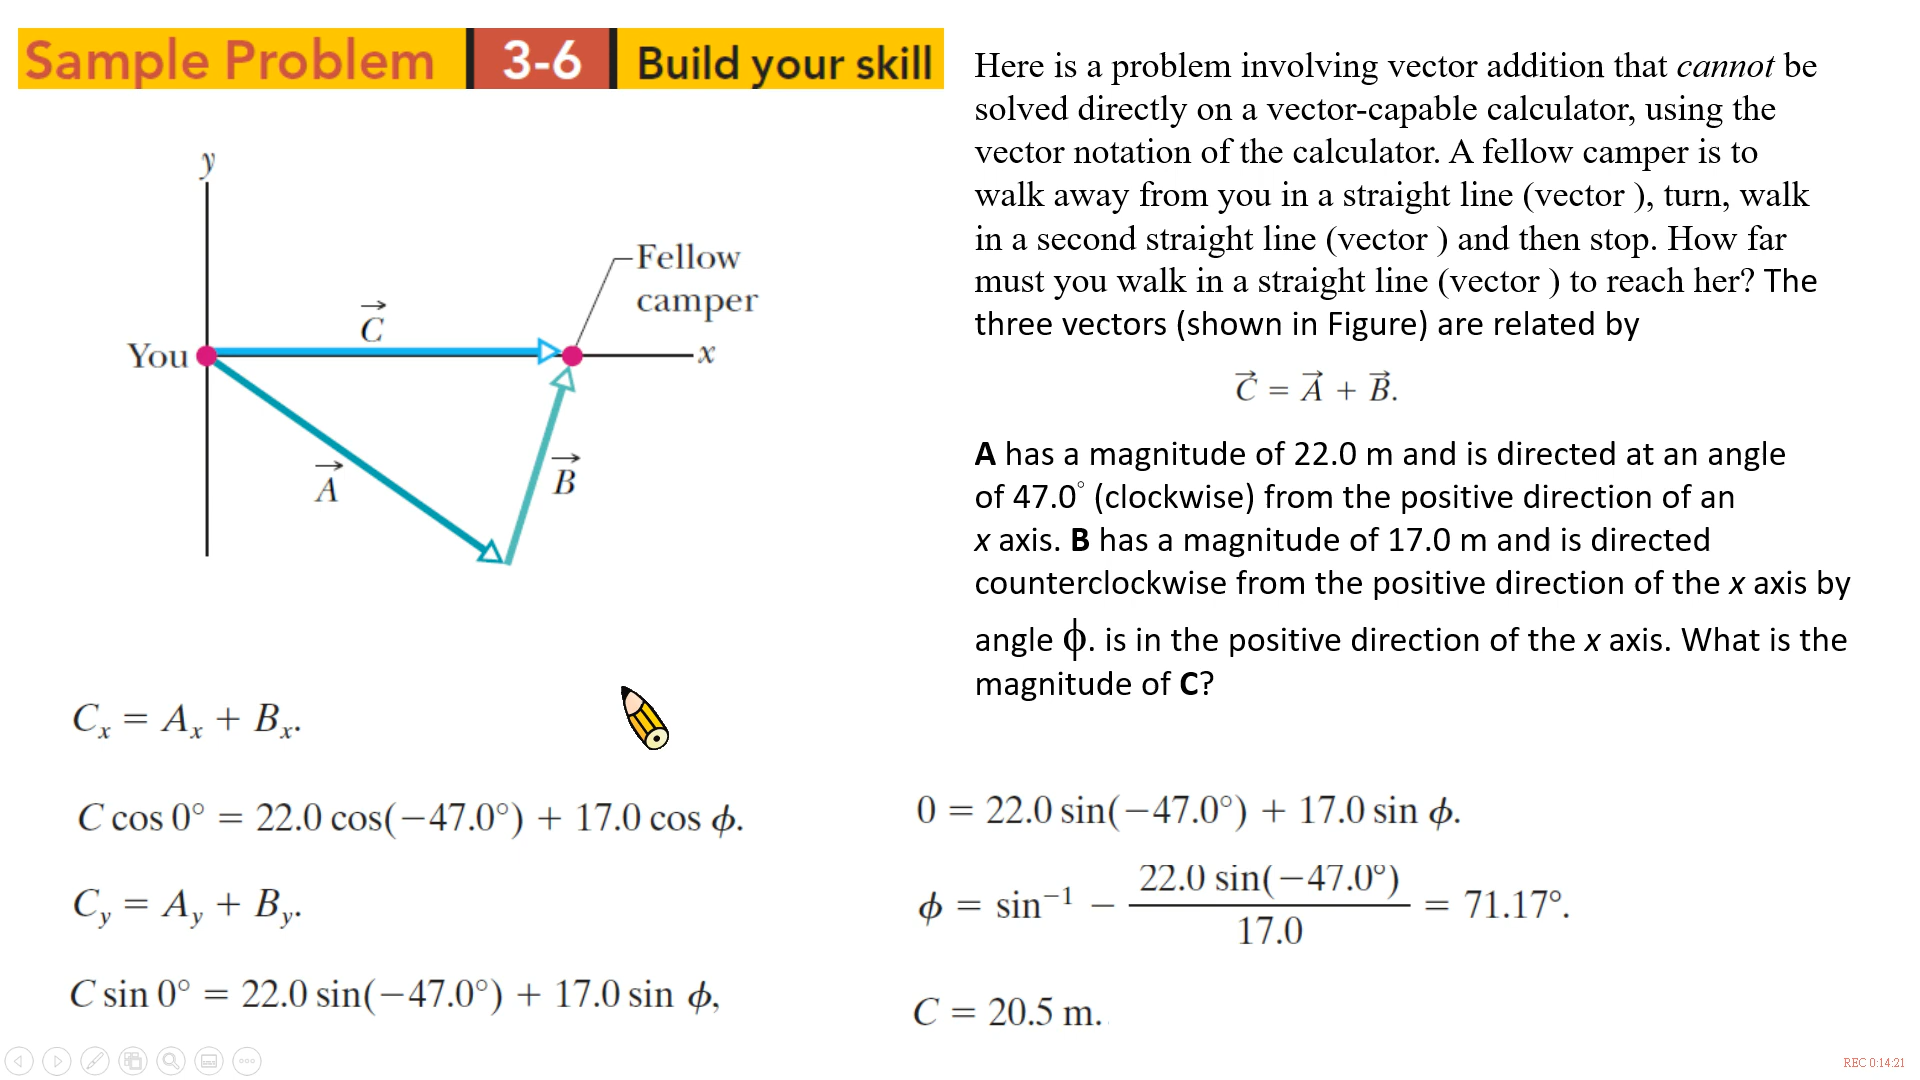 Sample Problem 3-6 Build your skill
y
Fellow
camper
C⃗
You
x
A⃗
B⃗
Here is a problem involving vector addition that cannot be
solved directly on a vector-capable calculator, using the
vector notation of the calculator. A fellow camper is to
walk away from you in a straight line (vector ), turn, walk
in a second straight line (vector ) and then stop. How far
must you walk in a straight line (vector ) to reach her? The
three vectors (shown in Figure) are related by
C⃗ = A⃗ + B⃗.
A has a magnitude of 22.0 m and is directed at an angle
of 47.0° (clockwise) from the positive direction of an
x axis. B has a magnitude of 17.0 m and is directed
counterclockwise from the positive direction of the x axis by
angle ϕ. is in the positive direction of the x axis. What is the
magnitude of C?
Cₓ = Aₓ + Bₓ.
C cos 0° = 22.0 cos(−47.0°) + 17.0 cos ϕ.
C_y = A_y + B_y.
C sin 0° = 22.0 sin(−47.0°) + 17.0 sin ϕ,
0 = 22.0 sin(−47.0°) + 17.0 sin ϕ.
ϕ = sin⁻¹ − 22.0 sin(−47.0°) / 17.0 = 71.17°.
C = 20.5 m.
REC 0:14:21